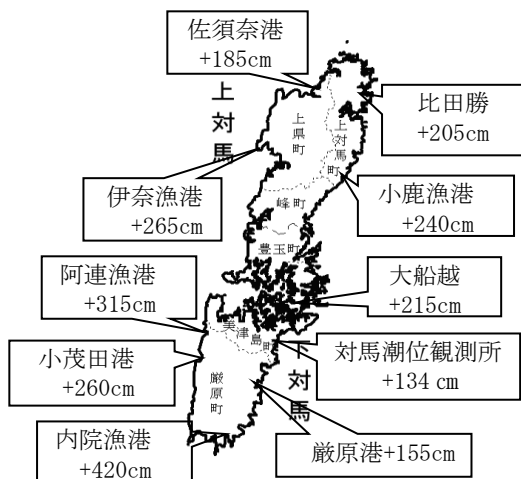 佐須奈港
+185cm
比田勝
+205cm
上対馬
上県町
上対馬町
伊奈漁港
+265cm
小鹿漁港
+240cm
峰町
豊玉町
阿連漁港
+315cm
大船越
+215cm
美津島町
小茂田港
+260cm
対馬潮位観測所
+134 cm
下対馬
厳原町
内院漁港
+420cm
厳原港+155cm